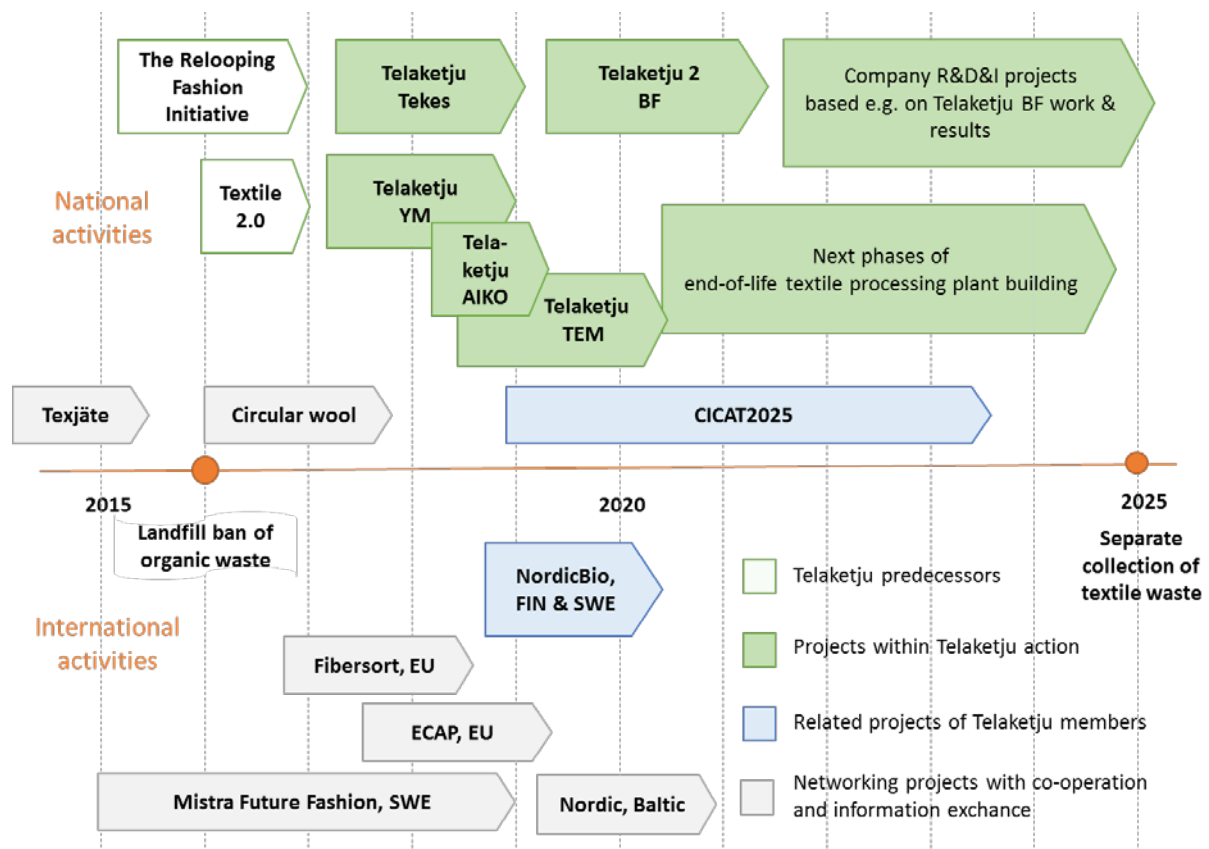 The Relooping
Fashion
Initiative
Telaketju
Tekes
Telaketju 2
BF
Company R&D&I projects
based e.g. on Telaketju BF work &
results
National
activities
Textile
2.0
Telaketju
YM
Tela-
ketju
AIKO
Telaketju
TEM
Next phases of
end-of-life textile processing plant building
Texjäte
Circular wool
CICAT2025
2015
2020
2025
Landfill ban of
organic waste
Separate
collection of
textile waste
International
activities
NordicBio,
FIN & SWE
Fibersort, EU
ECAP, EU
Mistra Future Fashion, SWE
Nordic, Baltic
Telaketju predecessors
Projects within Telaketju action
Related projects of Telaketju members
Networking projects with co-operation
and information exchange